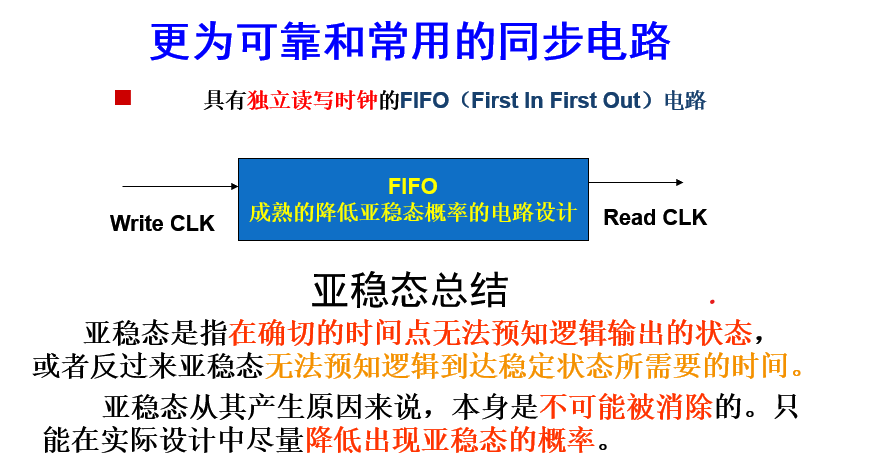 更为可靠和常用的同步电路
具有独立读写时钟的FIFO（First In First Out）电路
FIFO
成熟的降低亚稳态概率的电路设计
Write CLK
Read CLK
亚稳态总结
亚稳态是指在确切的时间点无法预知逻辑输出的状态，
或者反过来亚稳态无法预知逻辑到达稳定状态所需要的时间。
亚稳态从其产生原因来说，本身是不可能被消除的。只
能在实际设计中尽量降低出现亚稳态的概率。